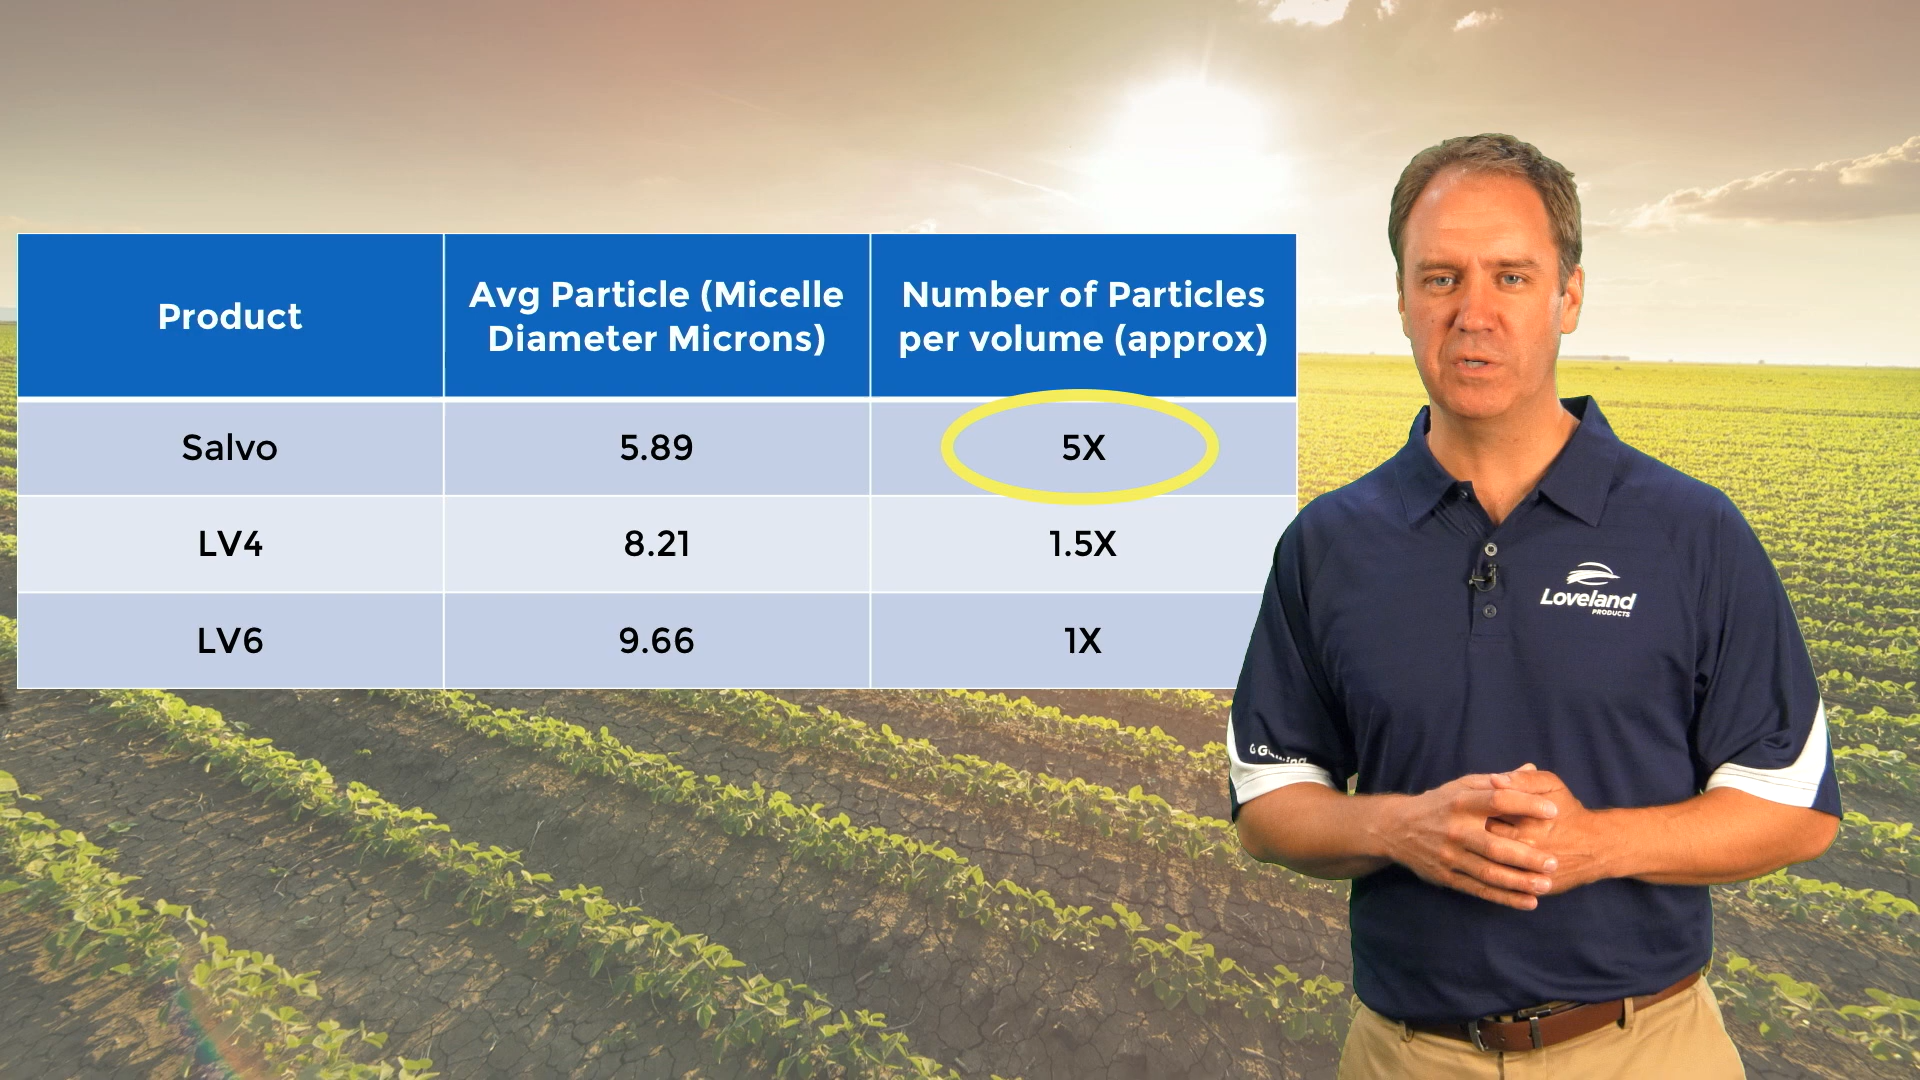 Product
Avg Particle (Micelle
Diameter Microns)
Number of Particles
per volume (approx)
Salvo
5.89
5X
LV4
8.21
1.5X
LV6
9.66
1X
Loveland
PRODUCTS